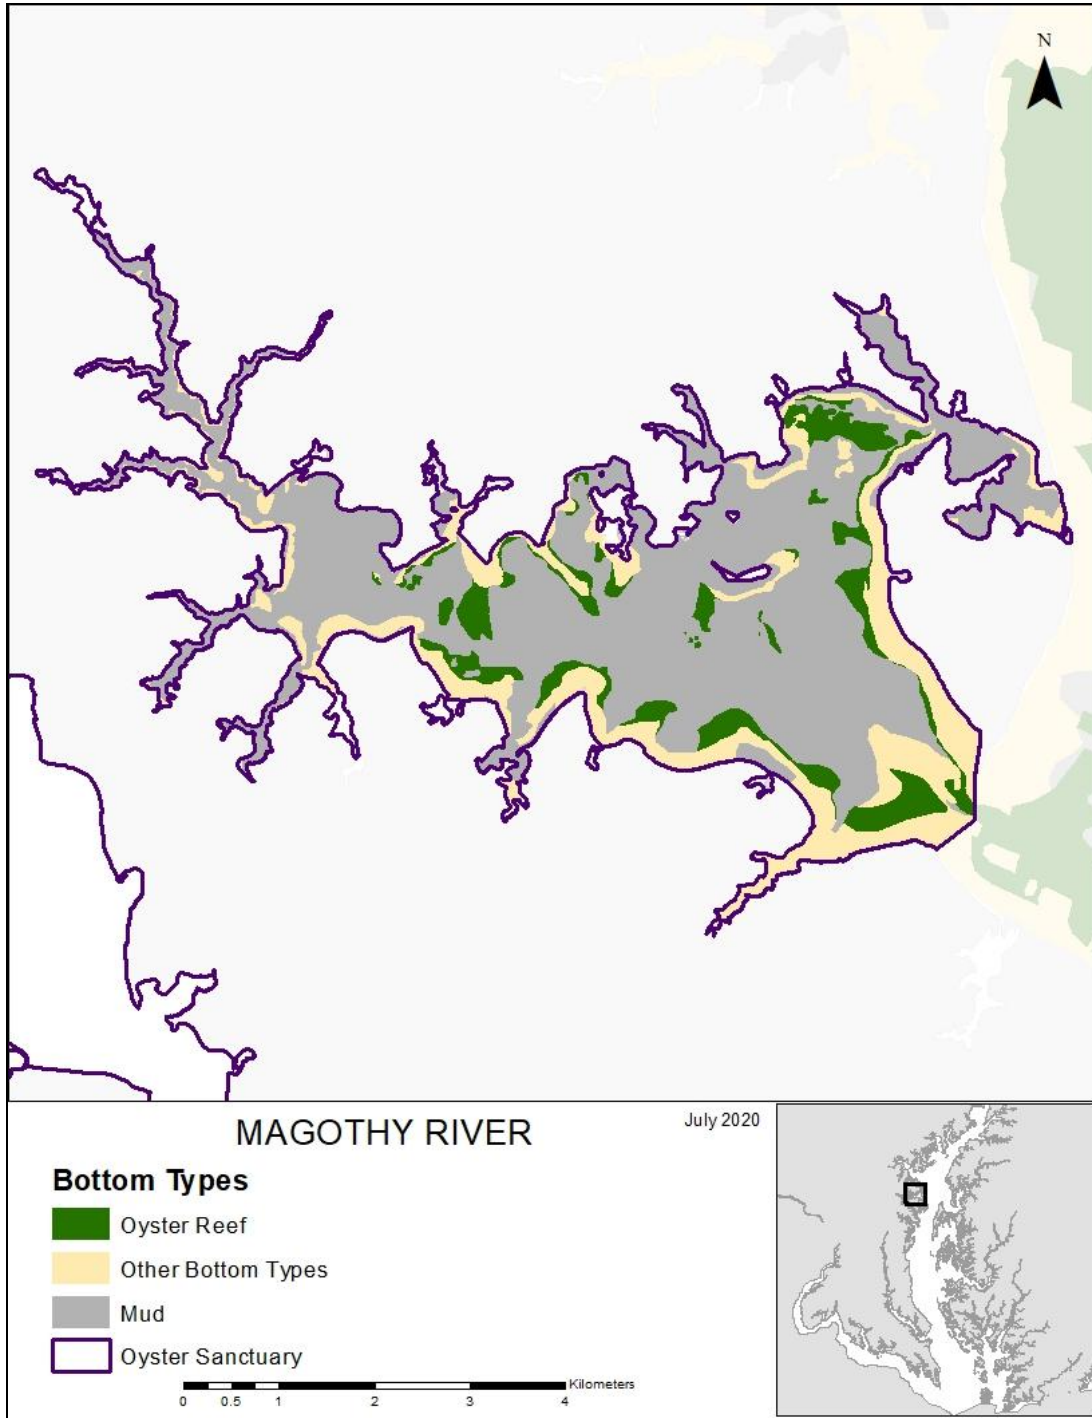 N
MAGOTHY RIVER
July 2020
Bottom Types
Oyster Reef
Other Bottom Types
Mud
Oyster Sanctuary
Kilometers
0 0.5 1 2 3 4